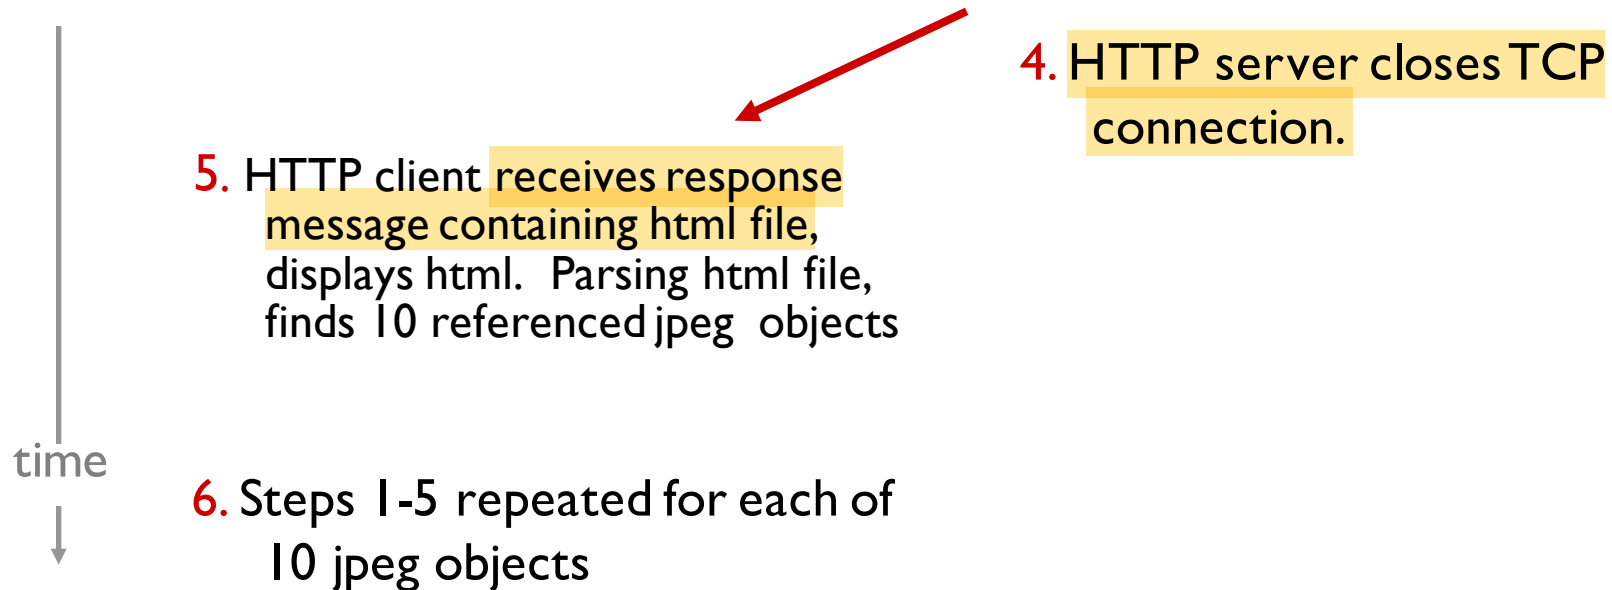 4. HTTP server closes TCP
connection.
5. HTTP client receives response
message containing html file,
displays html. Parsing html file,
finds 10 referenced jpeg objects
time
6. Steps 1-5 repeated for each of
10 jpeg objects